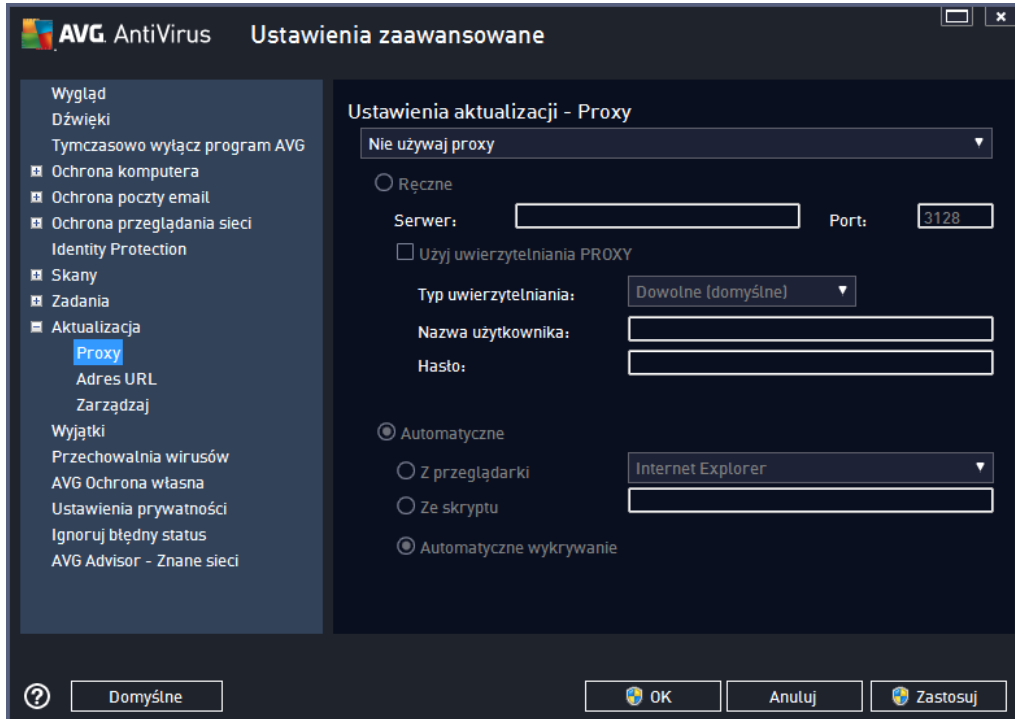 AVG AntiVirus Ustawienia zaawansowane
Wygląd
Dźwięki
Tymczasowo wyłącz program AVG
Ochrona komputera
Ochrona poczty email
Ochrona przeglądania sieci
Identity Protection
Skany
Zadania
Aktualizacja
Proxy
Adres URL
Zarządzaj
Wyjątki
Przechowalnia wirusów
AVG Ochrona własna
Ustawienia prywatności
Ignoruj błędny status
AVG Advisor - Znane sieci
Ustawienia aktualizacji - Proxy
Nie używaj proxy
Ręczne
Serwer: Port: 3128
Użyj uwierzytelniania PROXY
Typ uwierzytelniania: Dowolne (domyślne)
Nazwa użytkownika:
Hasło:
Automatyczne
Z przeglądarki Internet Explorer
Ze skryptu
Automatyczne wykrywanie
? Domyślne OK Anuluj Zastosuj